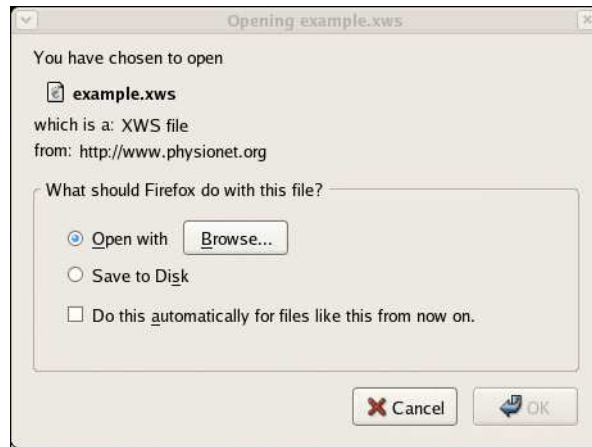 Opening example.xws
You have chosen to open
example.xws
which is a: XWS file
from: http://www.physionet.org
What should Firefox do with this file?
Open with Browse...
Save to Disk
Do this automatically for files like this from now on.
Cancel OK